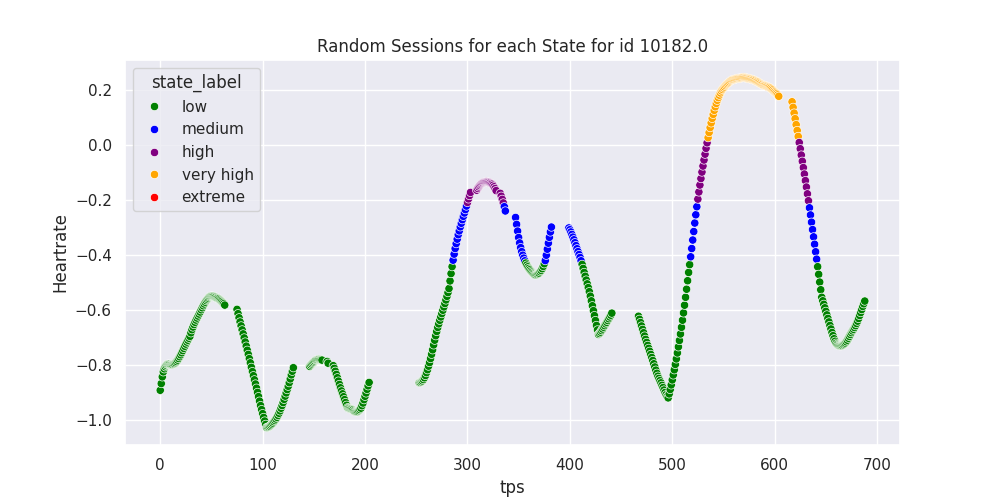 Random Sessions for each State for id 10182.0
state_label
low
medium
high
very high
extreme
Heartrate
0.2
0.0
−0.2
−0.4
−0.6
−0.8
−1.0
0 100 200 300 400 500 600 700
tps